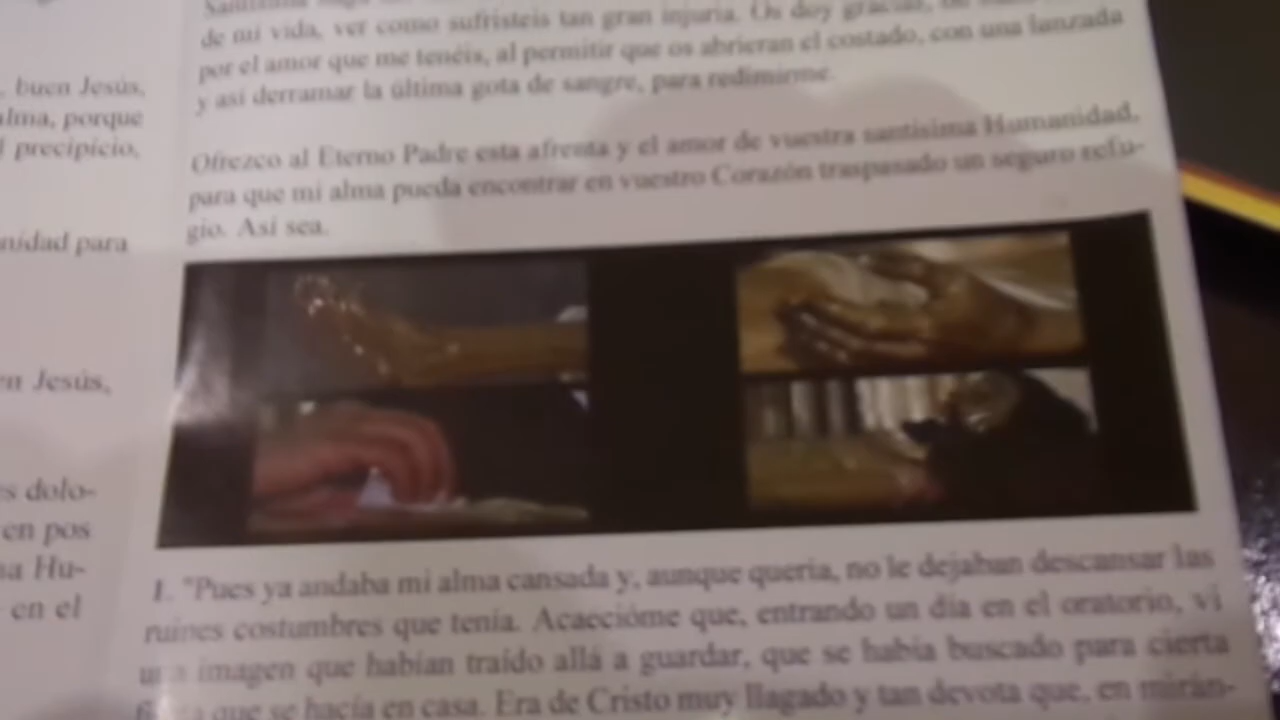 buen Jesús,
alma, porque
precipicio,
nidad para
en Jesús,
es dolo-
en pos
na Hu-
en el
de mi vida, ver como sufristeis tan gran injuria. Os doy gracias,
por el amor que me tenéis, al permitir que os abrieran el costado, con una lanzada
y así derramar la última gota de sangre, para redimirme.
Ofrezco al Eterno Padre esta afrenta y el amor de vuestra santísima Humanidad,
para que mi alma pueda encontrar en vuestro Corazón traspasado un seguro refu-
gio. Así sea.
1. "Pues ya andaba mi alma cansada y, aunque quería, no le dejaban descansar las
ruines costumbres que tenía. Acaecióme que, entrando un día en el oratorio, vi
una imagen que habían traído allá a guardar, que se había buscado para cierta
que se hacía en casa. Era de Cristo muy llagado y tan devota que, en mirán-